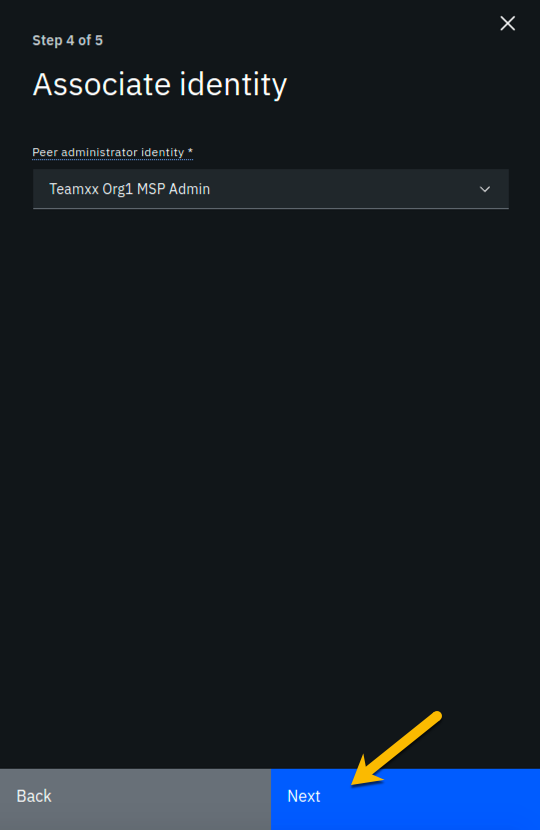 Step 4 of 5
Associate identity
Peer administrator identity *
Teamxx Org1 MSP Admin
Back
Next